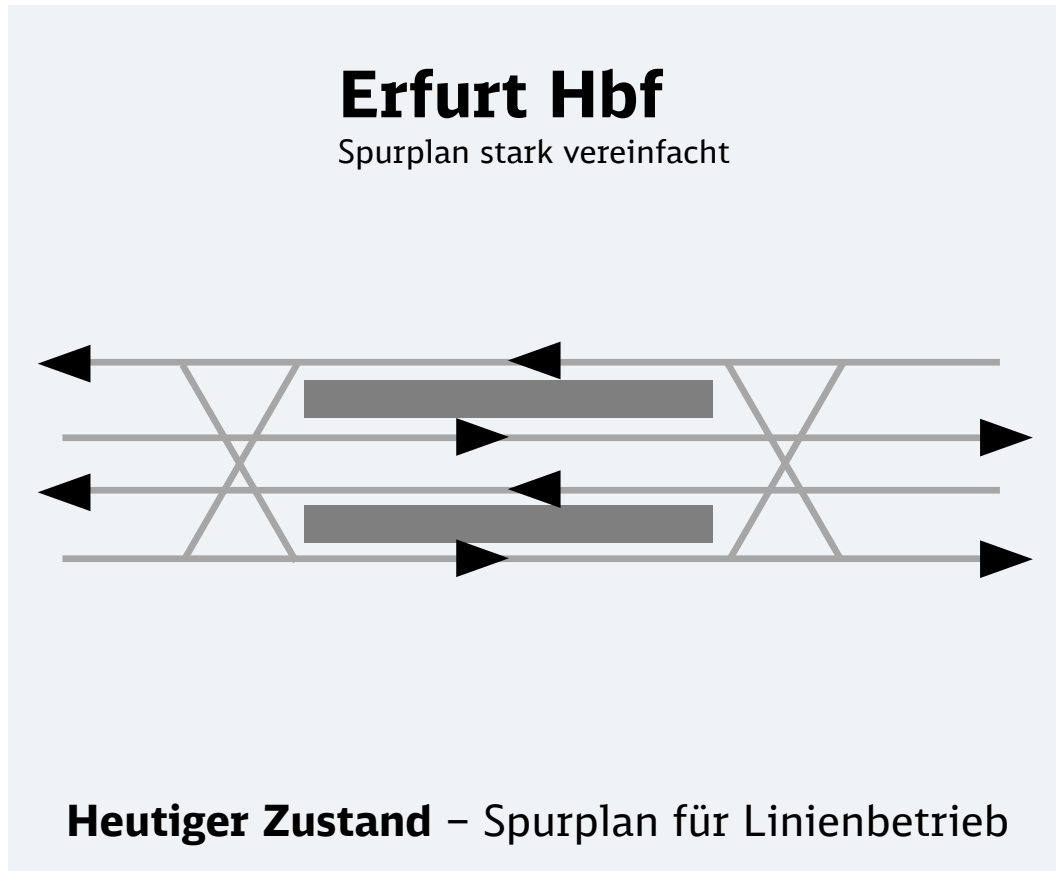 Erfurt Hbf
Spurplan stark vereinfacht
Heutiger Zustand – Spurplan für Linienbetrieb